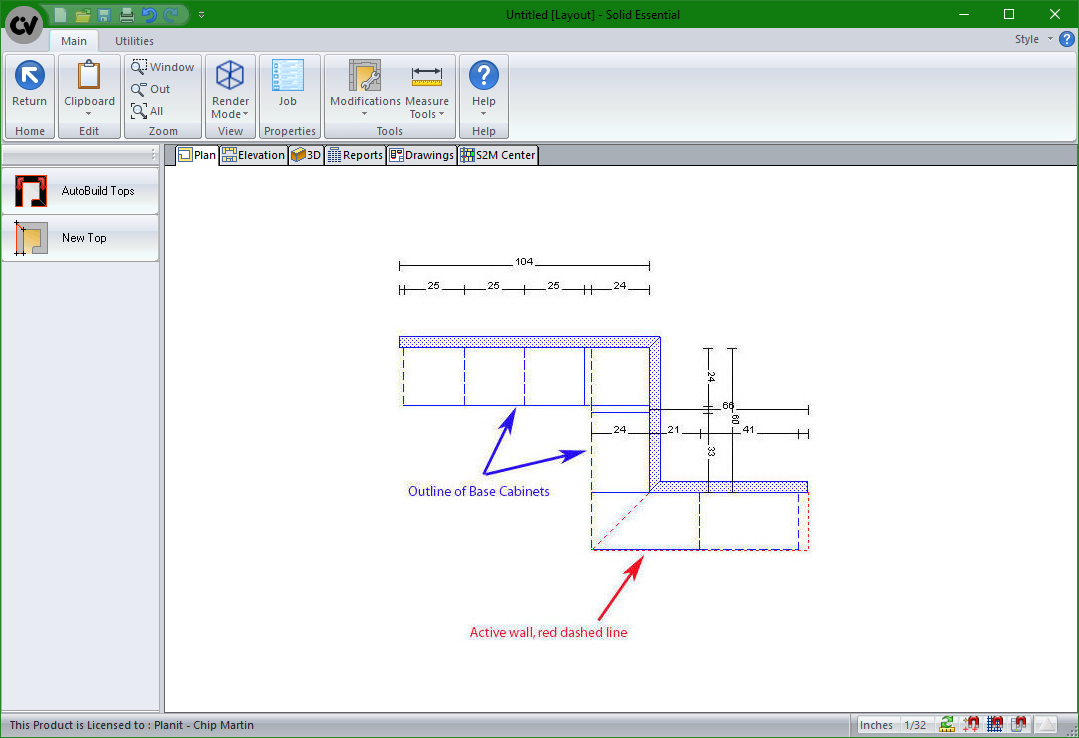 CV
Untitled [Layout] - Solid Essential
Main Utilities Style
Return
Home
Clipboard
Edit
Window
Out
All
Zoom
Render
Mode
View
Job
Properties
Modifications
Measure
Tools
Tools
Help
Help
Plan Elevation 3D Reports Drawings S2M Center
AutoBuild Tops
New Top
104
25 25 25 24
24
66
60
24 21 41
33
Outline of Base Cabinets
Active wall, red dashed line
This Product is Licensed to : Planit - Chip Martin
Inches 1/32